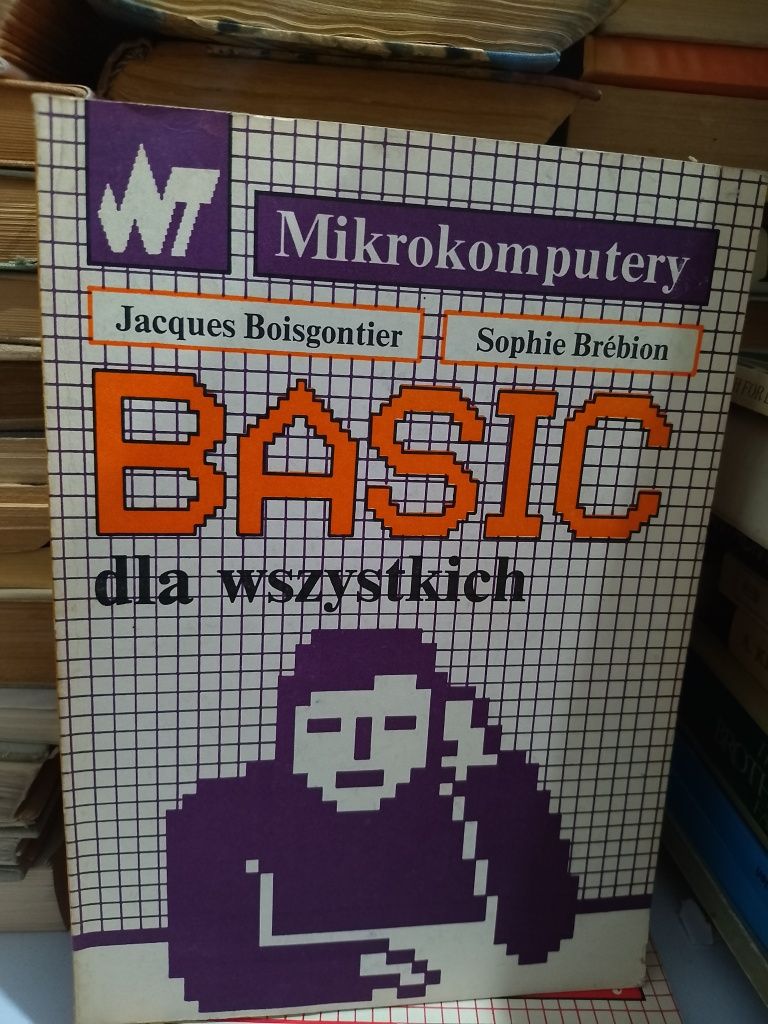 WT
Mikrokomputery
Jacques Boisgontier
Sophie Brébion
BASIC
dla wszystkich